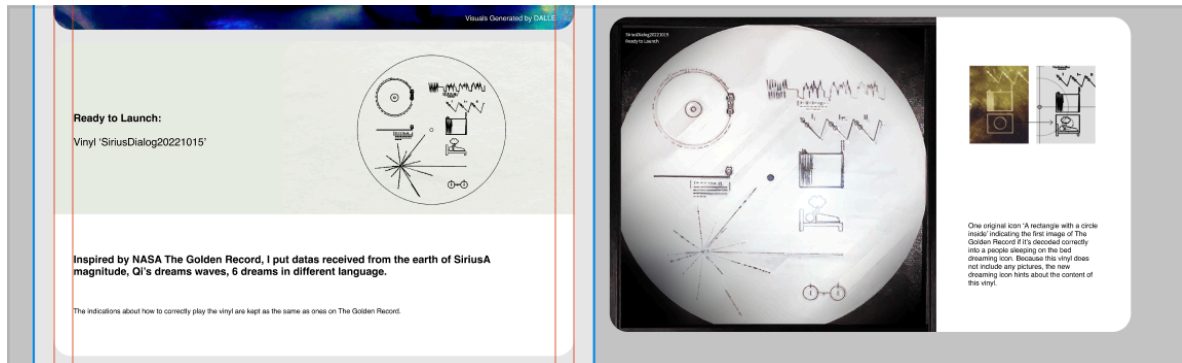 Visuals Generated by DALLE
Ready to Launch:
Vinyl ‘SiriusDialog20221015’
Inspired by NASA The Golden Record, I put datas received from the earth of SiriusA
magnitude, Qi's dreams waves, 6 dreams in different language.
The indications about how to correctly play the vinyl are kept as the same as ones on The Golden Record.
SiriusDialog20221015
Ready to Launch
One original icon ‘A rectangle with a circle
inside’ indicating the first image of The
Golden Record if it's decoded correctly
into a people sleeping on the bed
dreaming icon. Because this vinyl does
not include any pictures, the new
dreaming icon hints about the content of
this vinyl.